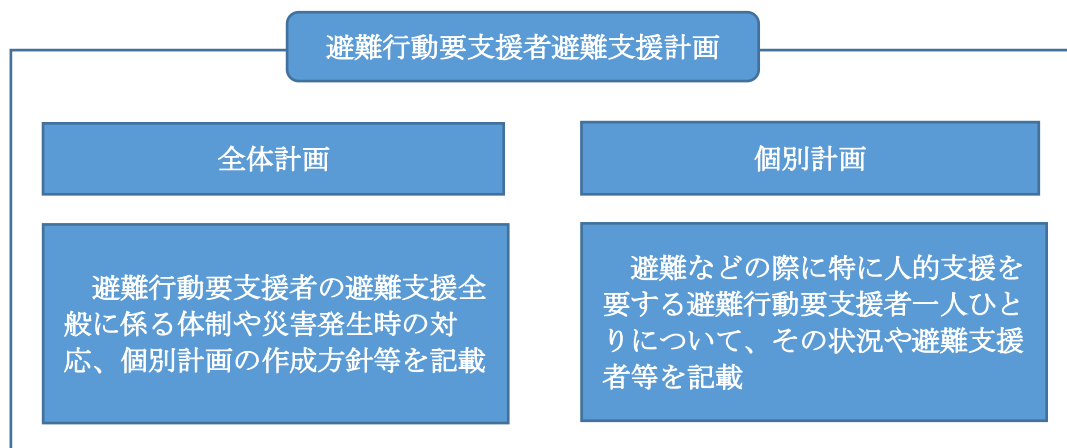 避難行動要支援者避難支援計画
全体計画
個別計画
　避難行動要支援者の避難支援全
般に係る体制や災害発生時の対
応、個別計画の作成方針等を記載
　避難などの際に特に人的支援を
要する避難行動要支援者一人ひと
りについて、その状況や避難支援
者等を記載